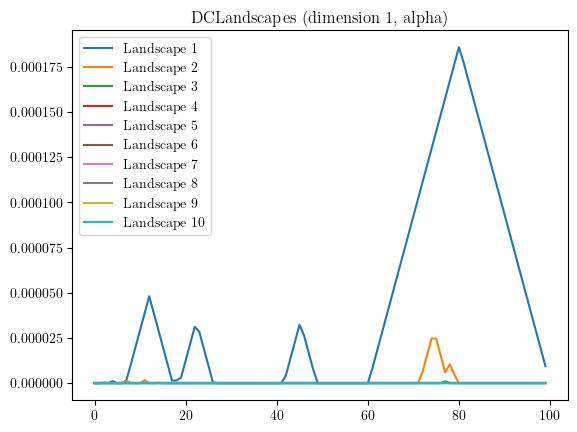 DCLandscapes (dimension 1, alpha)
Landscape 1
Landscape 2
Landscape 3
Landscape 4
Landscape 5
Landscape 6
Landscape 7
Landscape 8
Landscape 9
Landscape 10
0.000175
0.000150
0.000125
0.000100
0.000075
0.000050
0.000025
0.000000
0 20 40 60 80 100